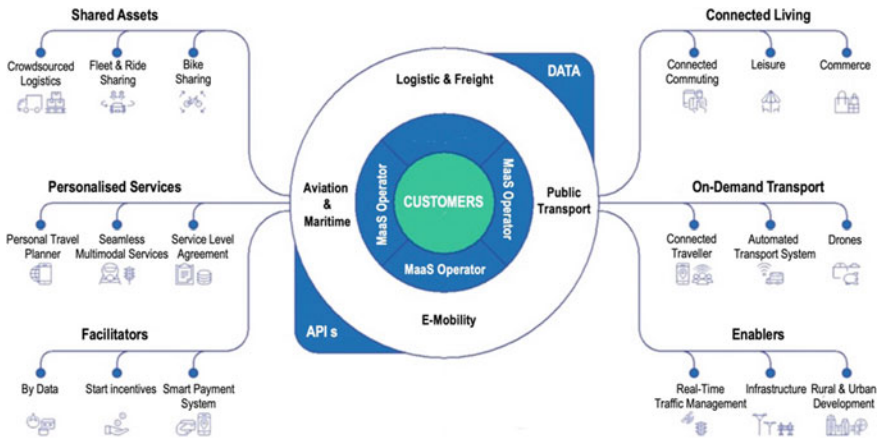 Shared Assets
Crowdsourced
Logistics
Fleet & Ride
Sharing
Bike
Sharing
Personalised Services
Personal Travel
Planner
Seamless
Multimodal Services
Service Level
Agreement
Facilitators
By Data
Start incentives
Smart Payment
System
DATA
Logistic & Freight
Aviation
&
Maritime
MaaS Operator
CUSTOMERS
MaaS Operator
MaaS Operator
Public
Transport
E-Mobility
API s
Connected Living
Connected
Commuting
Leisure
Commerce
On-Demand Transport
Connected
Traveller
Automated
Transport System
Drones
Enablers
Real-Time
Traffic Management
Infrastructure
Rural & Urban
Development